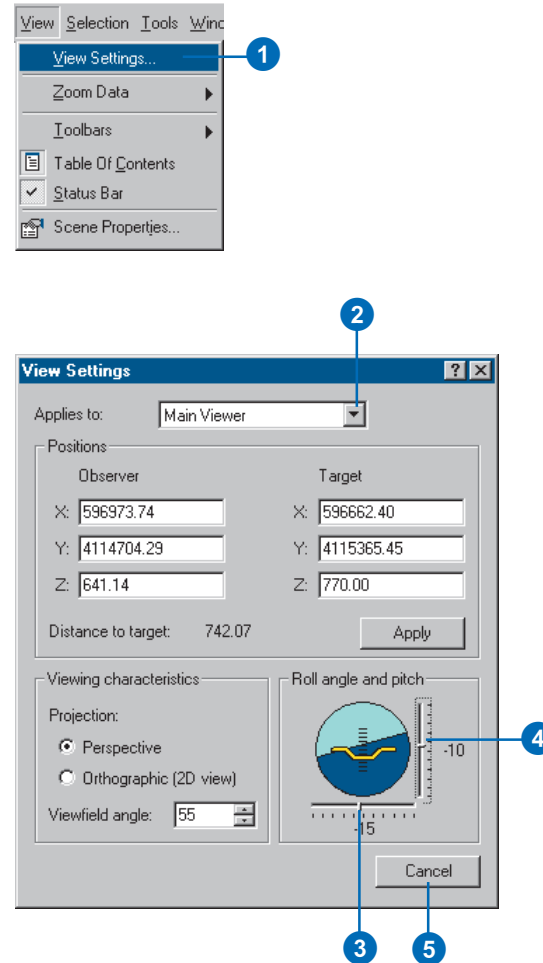 View Selection Tools Winc
View Settings... 1
Zoom Data
Toolbars
Table Of Contents
Status Bar
Scene Properties...
2
View Settings
Applies to: Main Viewer
Positions
Observer Target
X: 596973.74 X: 596662.40
Y: 4114704.29 Y: 4115365.45
Z: 641.14 Z: 770.00
Distance to target: 742.07 Apply
Viewing characteristics Roll angle and pitch
Projection:
Perspective
Orthographic (2D view)
Viewfield angle: 55
-10 4
-15
Cancel
3 5